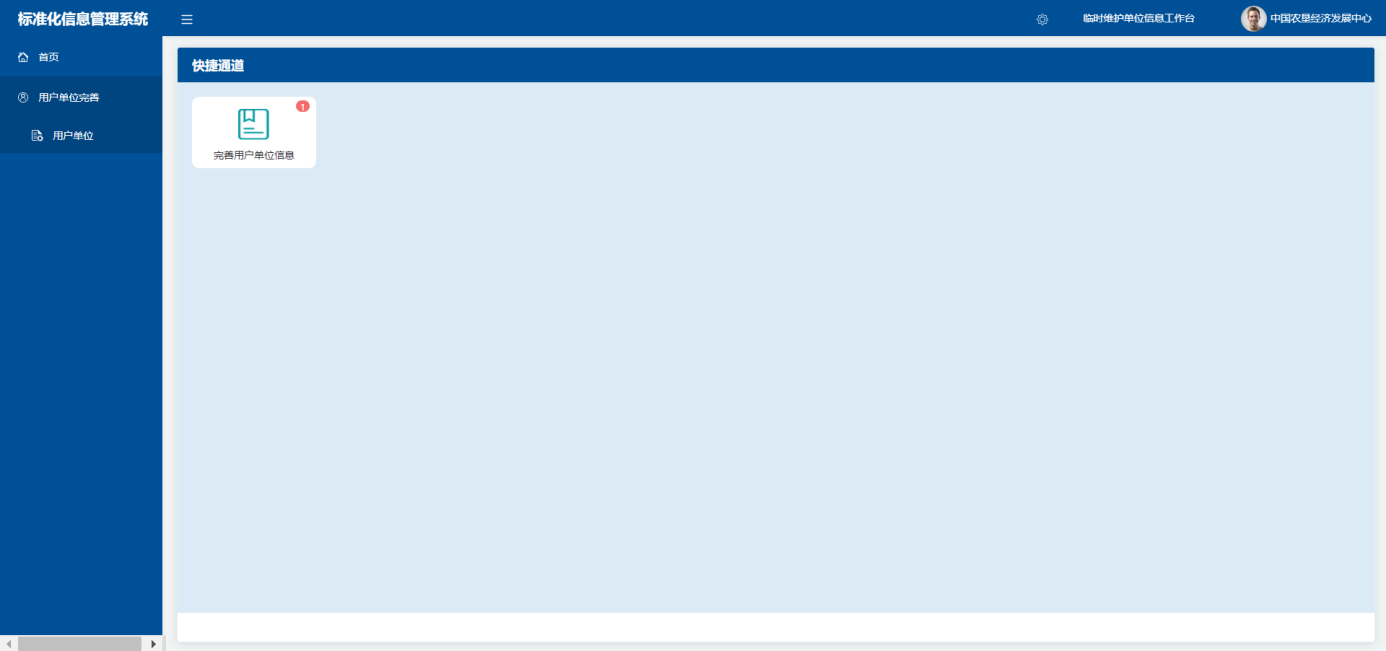 标准化信息管理系统
临时维护单位信息工作台
中国农垦经济发展中心
首页
用户单位完善
用户单位
快捷通道
1
完善用户单位信息